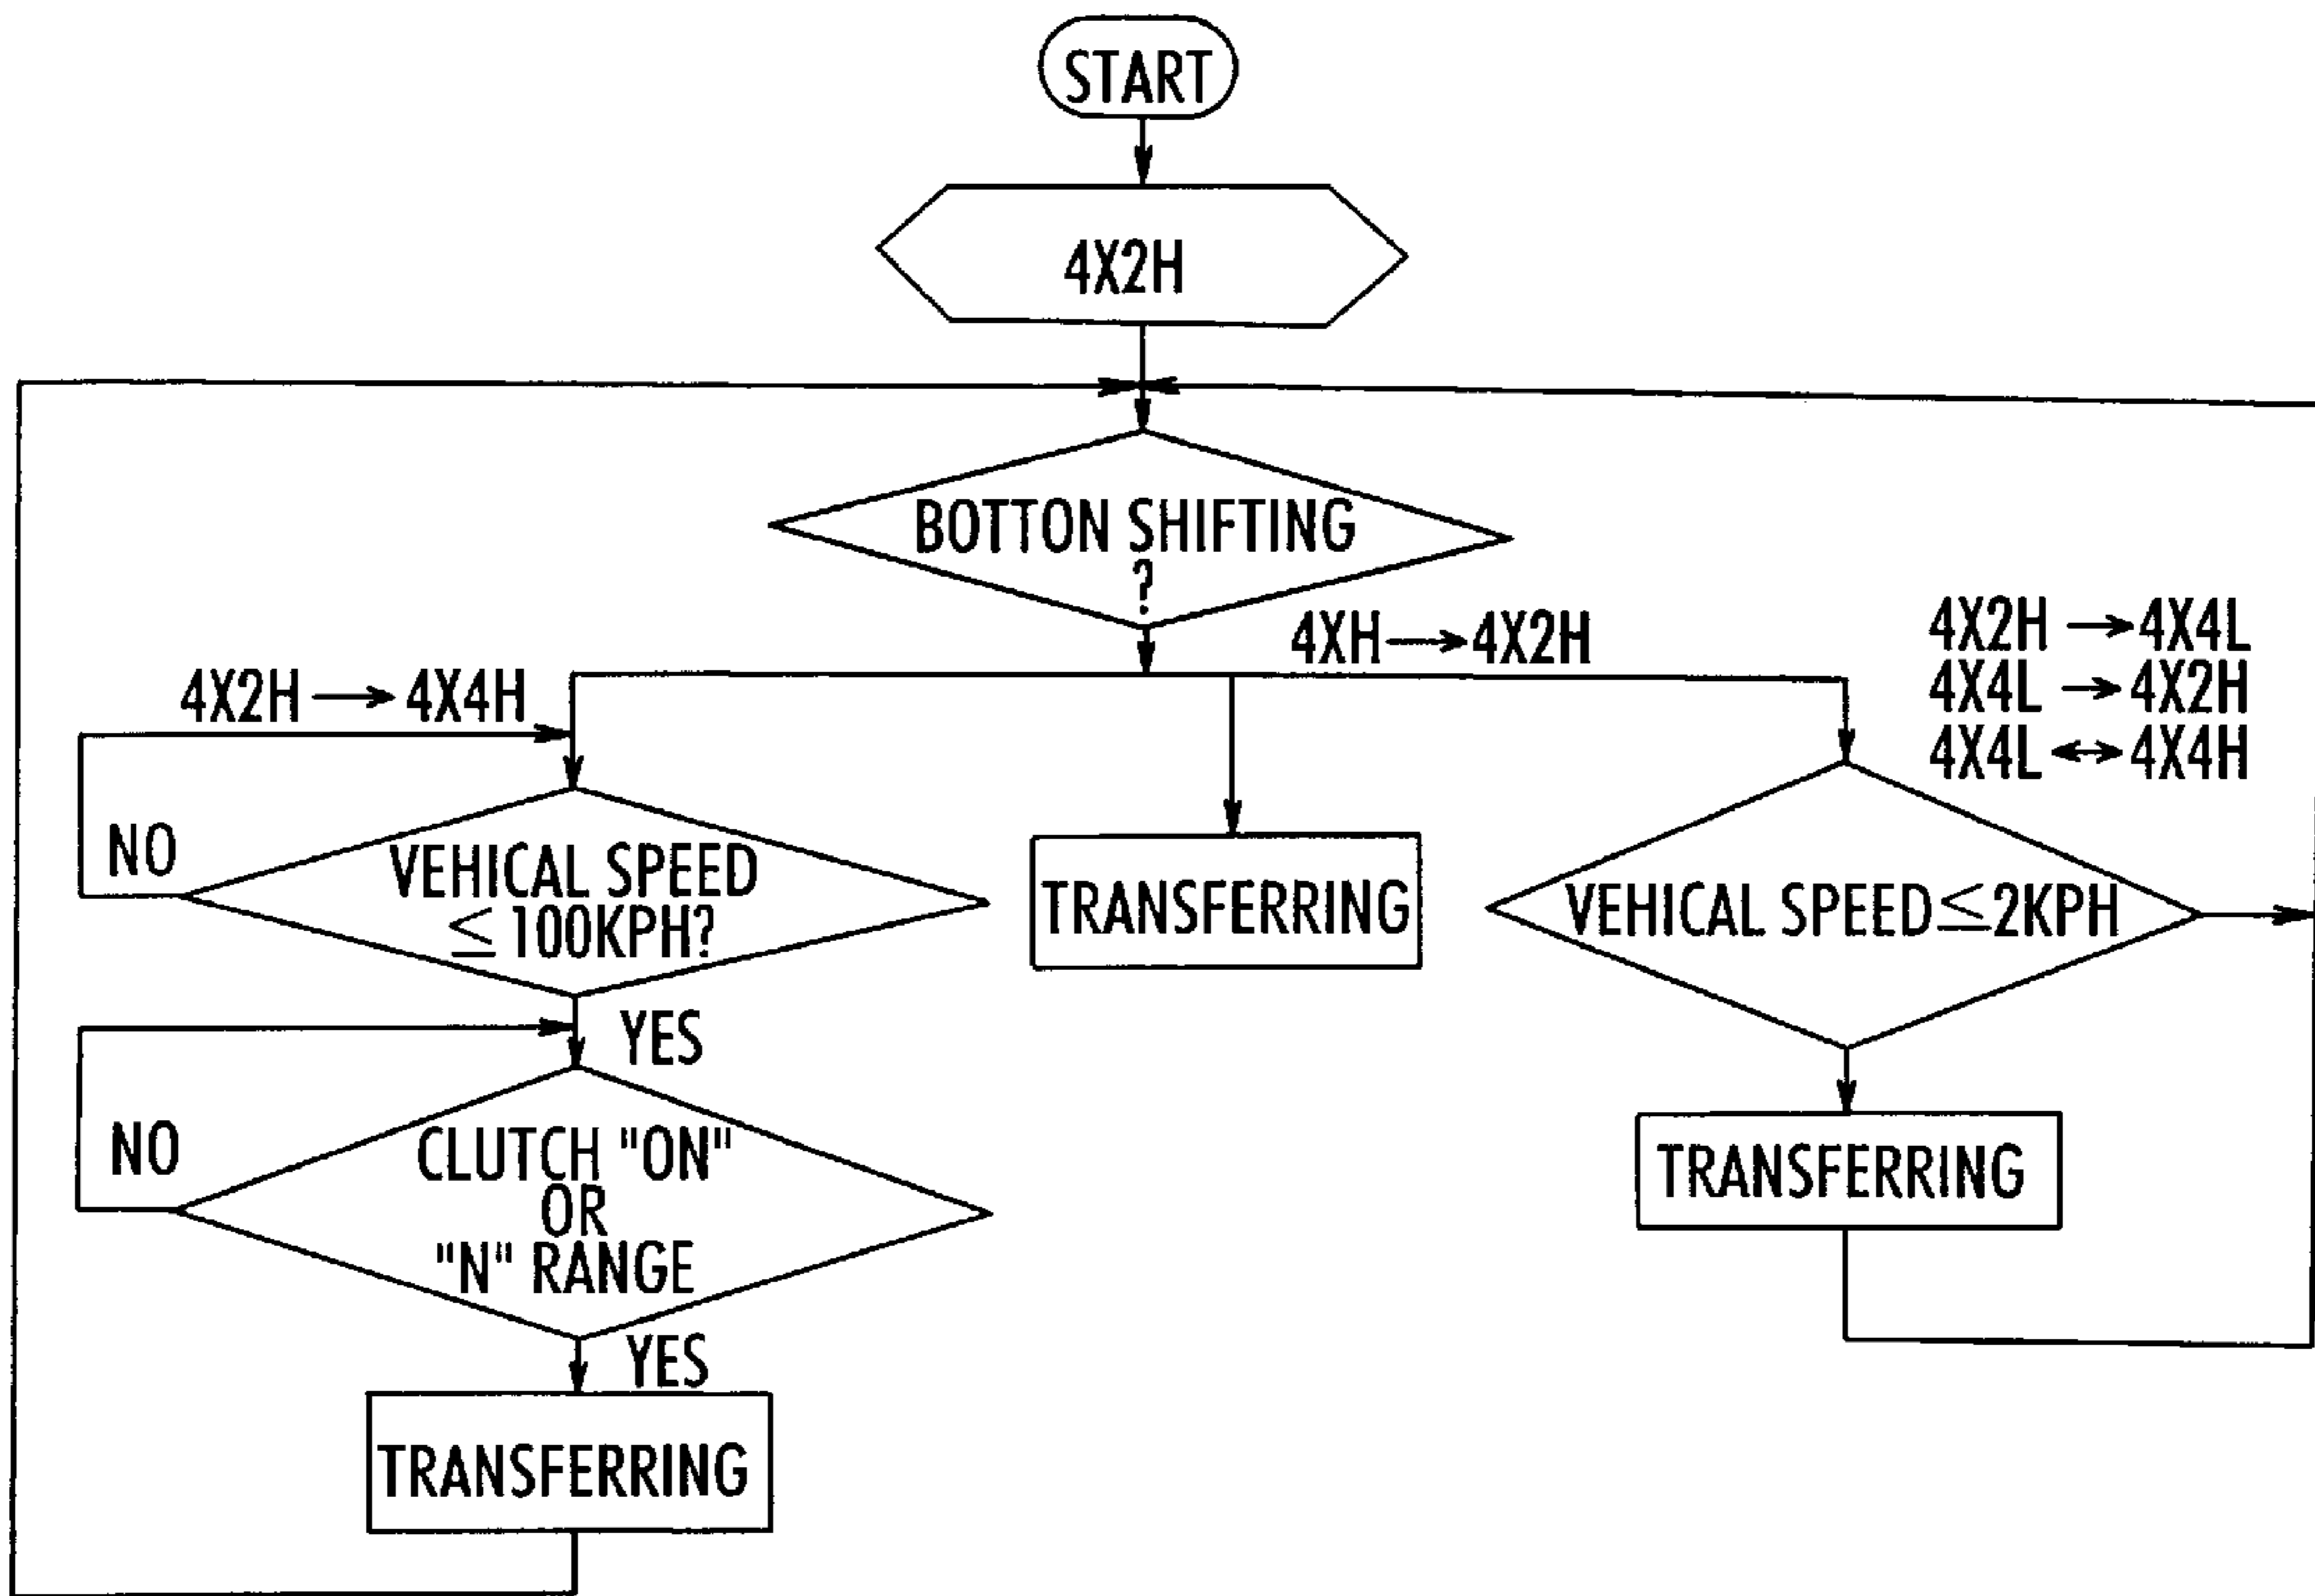 START
4X2H
BOTTON SHIFTING
?
4XH→4X2H
4X2H→4X4L
4X4L→4X2H
4X4L↔4X4H
4X2H→4X4H
NO
VEHICAL SPEED
≤100KPH?
TRANSFERRING
VEHICAL SPEED≤2KPH
YES
NO
CLUTCH "ON"
OR
"N" RANGE
TRANSFERRING
YES
TRANSFERRING